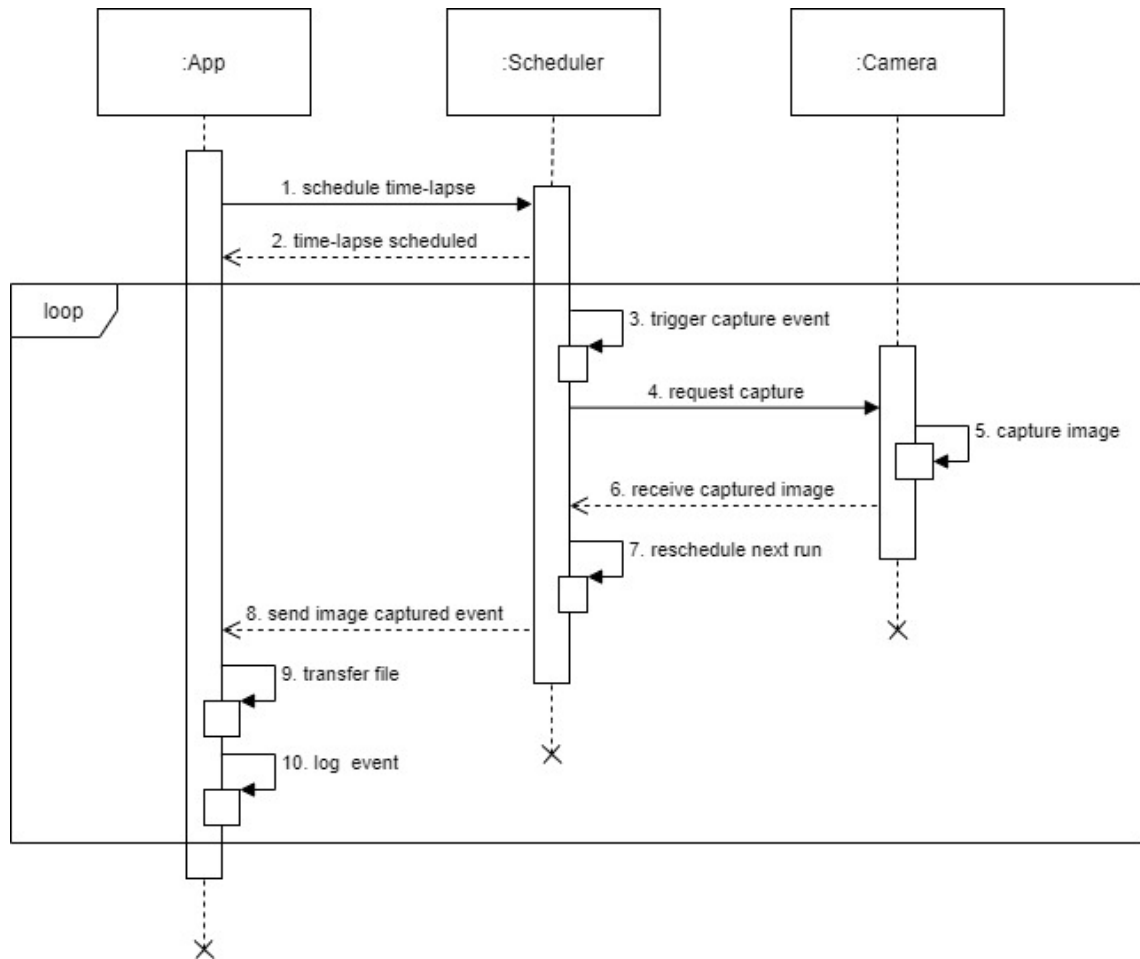 :App
:Scheduler
:Camera
1. schedule time-lapse
2. time-lapse scheduled
loop
3. trigger capture event
4. request capture
5. capture image
6. receive captured image
7. reschedule next run
8. send image captured event
9. transfer file
10. log  event